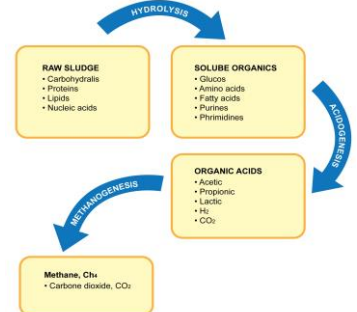 HYDROLYSIS
RAW SLUDGE
• Carbohydralis
• Proteins
• Lipids
• Nucleic acids
SOLUBE ORGANICS
• Glucos
• Amino acids
• Fatty acids
• Purines
• Phrimidines
ACIDOGENESIS
ORGANIC ACIDS
• Acetic
• Propionic
• Lactic
• H₂
• CO₂
METHANOGENESIS
Methane, Ch₄
• Carbone dioxide, CO₂